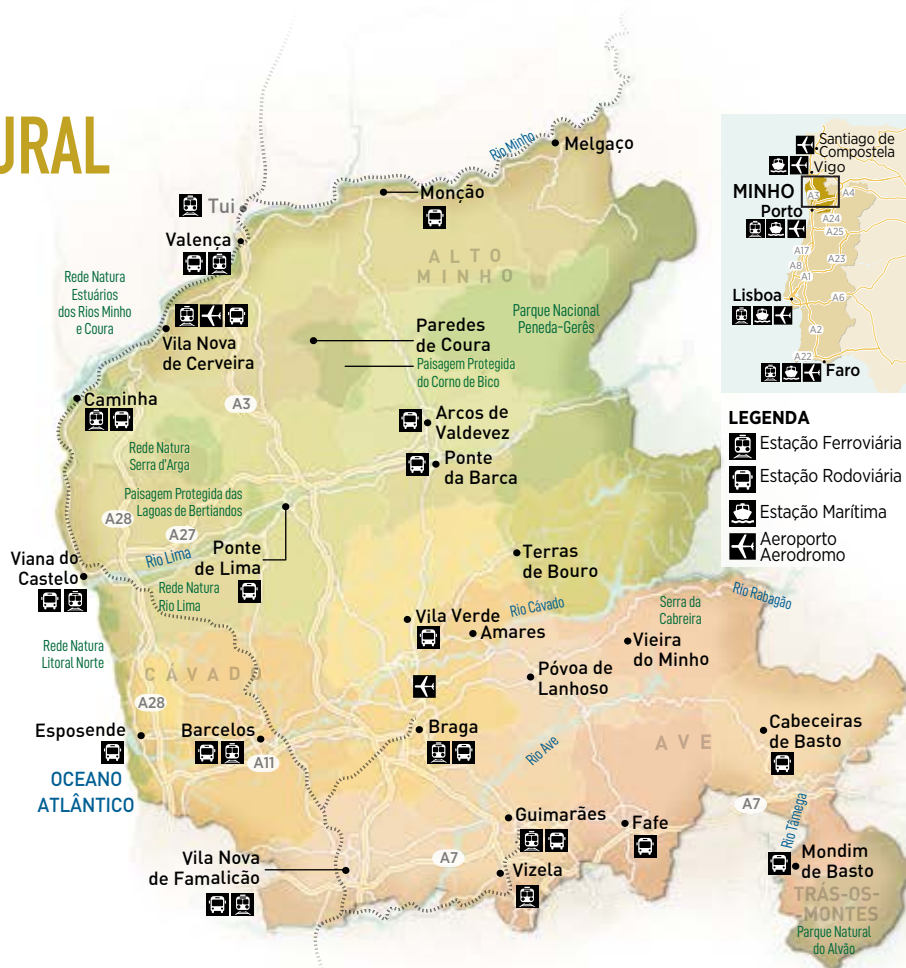 URAL
Rio Minho
Melgaço
Monção
Tui
Valença
ALTO
MINHO
Rede Natura
Estuários
dos Rios Minho
e Coura
Vila Nova
de Cerveira
Paredes
de Coura
Parque Nacional
Peneda-Gerês
Paisagem Protegida
do Corno de Bico
Caminha
A3
Arcos de
Valdevez
Rede Natura
Serra d'Arga
Ponte
da Barca
Paisagem Protegida das
Lagoas de Bertiandos
A28
A27
Rio Lima
Ponte
de Lima
Viana do
Castelo
Terras
de Bouro
Rede Natura
Rio Lima
Rio Cávado
Serra da
Cabreira
Rio Rabagão
Vila Verde
Amares
Vieira
do Minho
Rede Natura
Litoral Norte
CÁVADO
Póvoa de
Lanhoso
A28
Esposende
Barcelos
A11
Braga
Rio Ave
AVE
Cabeceiras
de Basto
OCEANO
ATLÂNTICO
A7
Rio Tâmega
Guimarães
Fafe
Vila Nova
de Famalicão
A7
Vizela
Mondim
de Basto
TRÁS-OS-
-MONTES
Parque Natural
do Alvão
Santiago de
Compostela
Vigo
MINHO
A3
A4
Porto
A24
A25
A17
A8
A23
A1
Lisboa
A6
A2
A22
Faro
LEGENDA
Estação Ferroviária
Estação Rodoviária
Estação Marítima
Aeroporto
Aerodromo